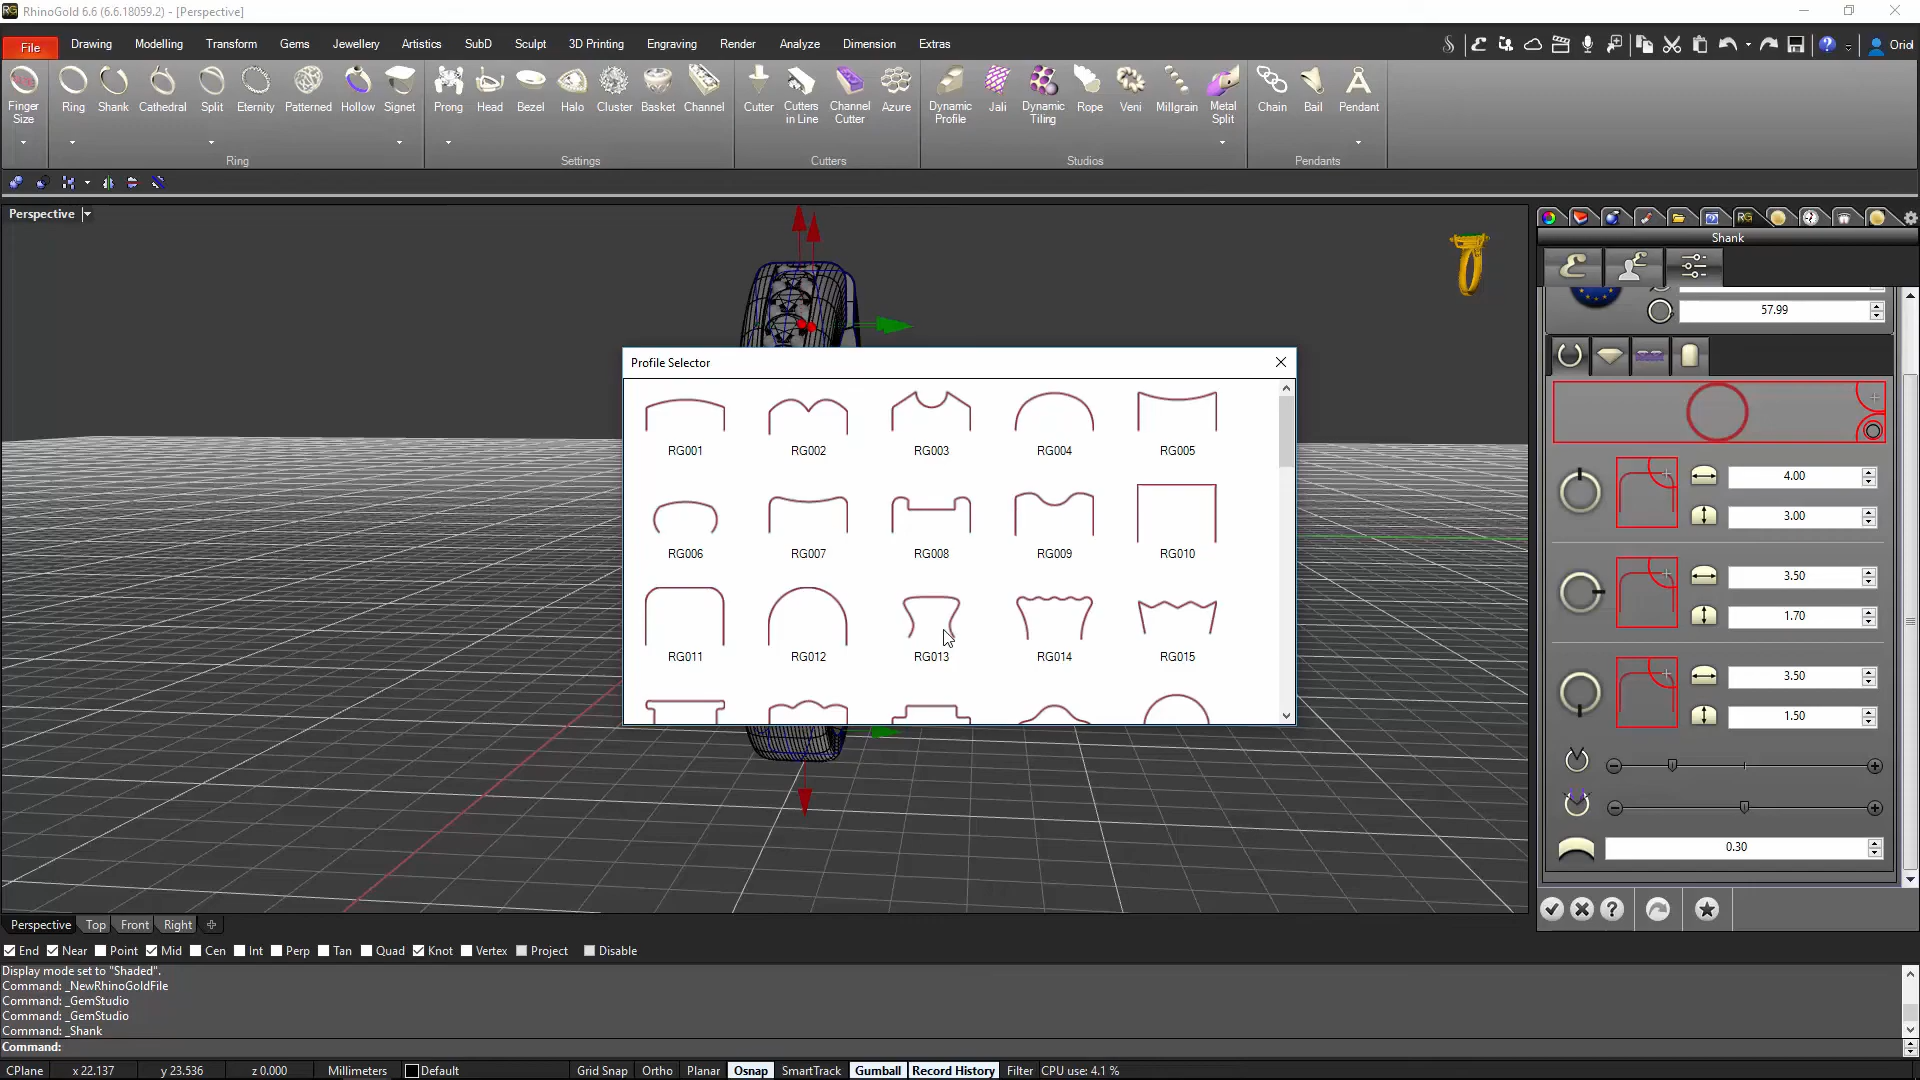 RhinoGold 6.6 (6.6.18059.2) - [Perspective]
File Drawing Modelling Transform Gems Jewellery Artistics SubD Sculpt 3D Printing Engraving Render Analyze Dimension Extras Oriol
Finger Size Ring Shank Cathedral Split Eternity Patterned Hollow Signet Prong Head Bezel Halo Cluster Basket Channel Cutter Cutters in Line Channel Cutter Azure Dynamic Profile Jali Dynamic Tiling Rope Veni Millgrain Metal Split Chain Bail Pendant
Ring Settings Cutters Studios Pendants
Perspective
Shank
57.99
Profile Selector
RG001 RG002 RG003 RG004 RG005
RG006 RG007 RG008 RG009 RG010
RG011 RG012 RG013 RG014 RG015
4.00
3.00
3.50
1.70
3.50
1.50
0.30
Perspective Top Front Right
End Near Point Mid Cen Int Perp Tan Quad Knot Vertex Project Disable
Display mode set to "Shaded".
Command: _NewRhinoGoldFile
Command: _GemStudio
Command: _GemStudio
Command: _Shank
Command:
CPlane x 22.137 y 23.536 z 0.000 Millimeters Default Grid Snap Ortho Planar Osnap SmartTrack Gumball Record History Filter CPU use: 4.1 %